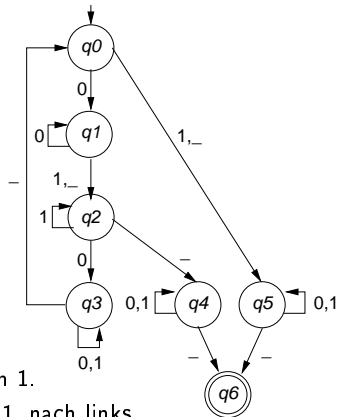 q0
0
1,_
0
q1
1,_
_
1
q2
0
_
q3
0,1
q4
q5
0,1
0,1
_
_
n 1.
1 nach links
q6